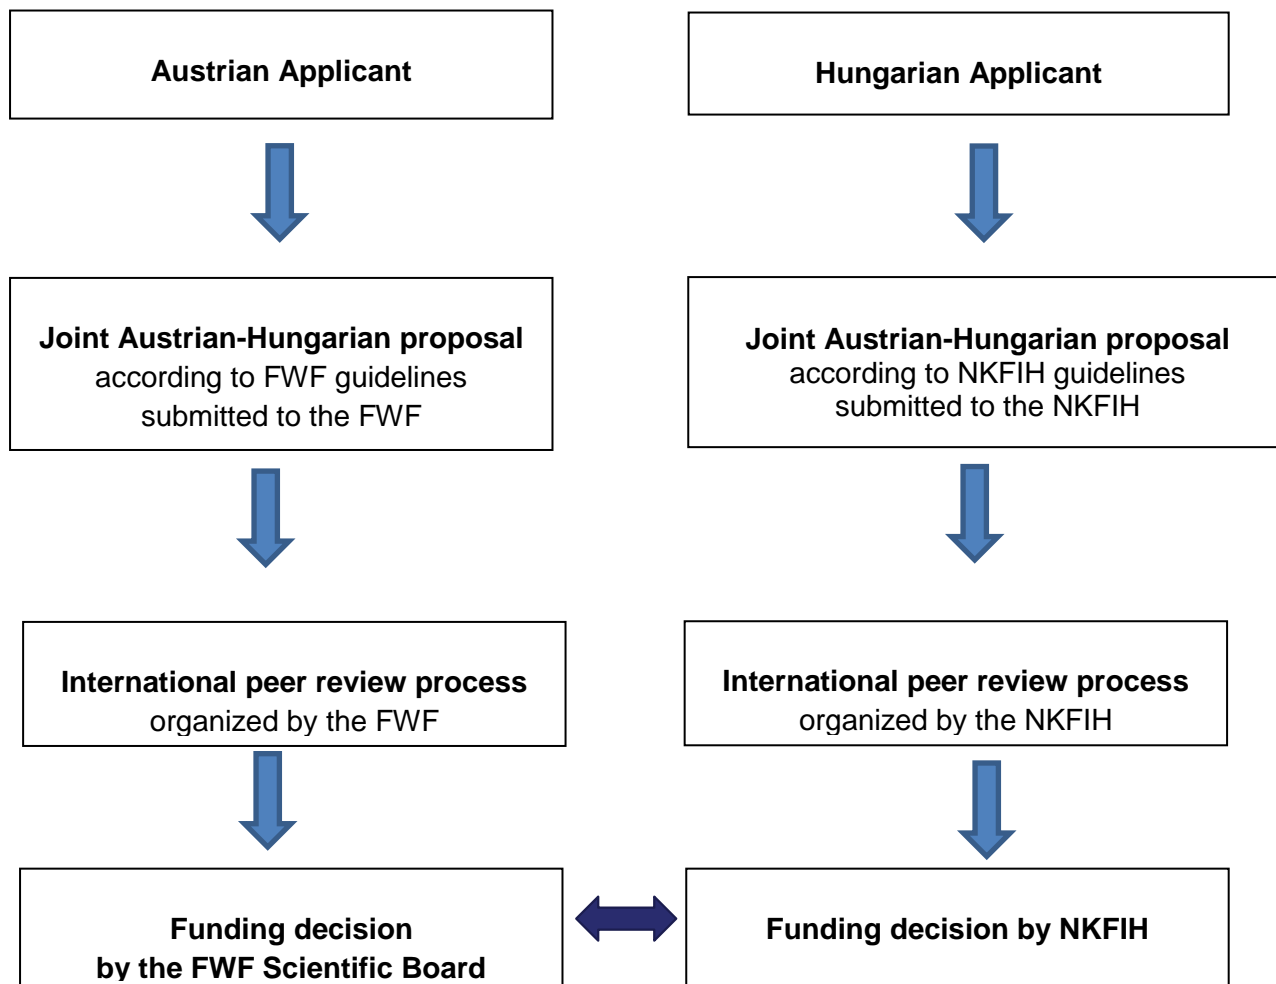 Austrian Applicant
Hungarian Applicant
Joint Austrian-Hungarian proposal
according to FWF guidelines
submitted to the FWF
Joint Austrian-Hungarian proposal
according to NKFIH guidelines
submitted to the NKFIH
International peer review process
organized by the FWF
International peer review process
organized by the NKFIH
Funding decision
by the FWF Scientific Board
Funding decision by NKFIH